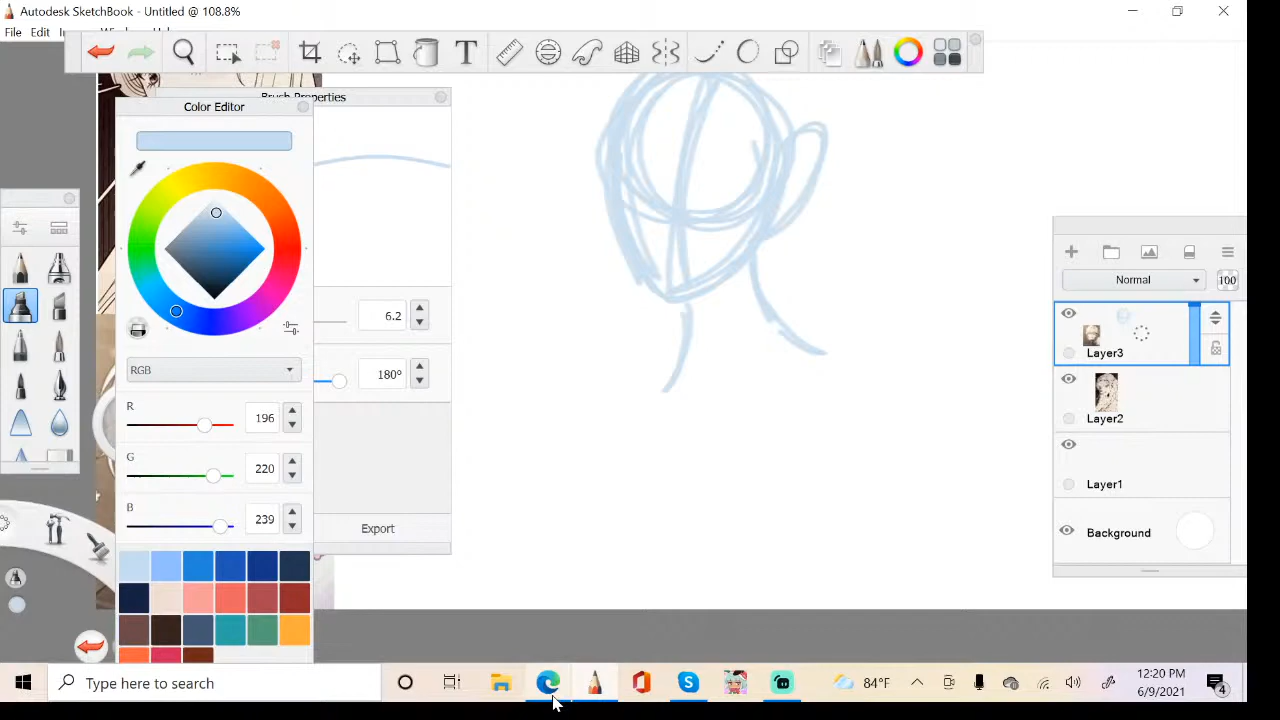 Autodesk SketchBook - Untitled @ 108.8%
File Edit
T
Brush Properties
Color Editor
6.2
180°
RGB
R 196
G 220
B 239
Export
Normal 100
Layer3
Layer2
Layer1
Background
Type here to search
84°F
12:20 PM
6/9/2021
4